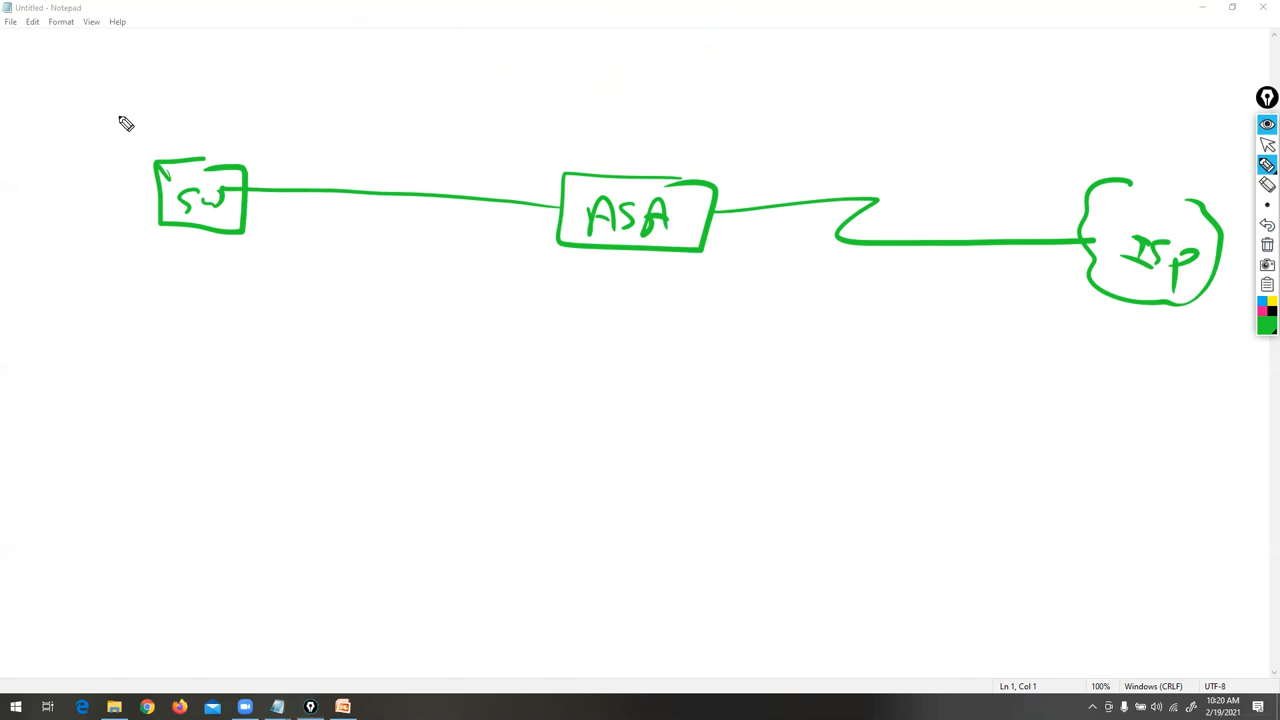 Untitled - Notepad
File Edit Format View Help
SW
ASA
ISP
Ln 1, Col 1
100%
Windows (CRLF)
UTF-8
10:20 AM
2/19/2021